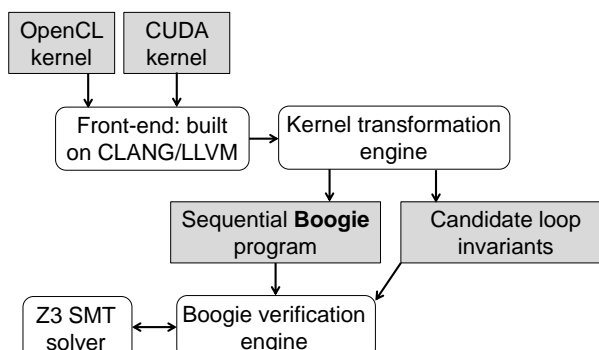 OpenCL
kernel
CUDA
kernel
Front-end: built
on CLANG/LLVM
Kernel transformation
engine
Sequential Boogie
program
Candidate loop
invariants
Z3 SMT
solver
Boogie verification
engine